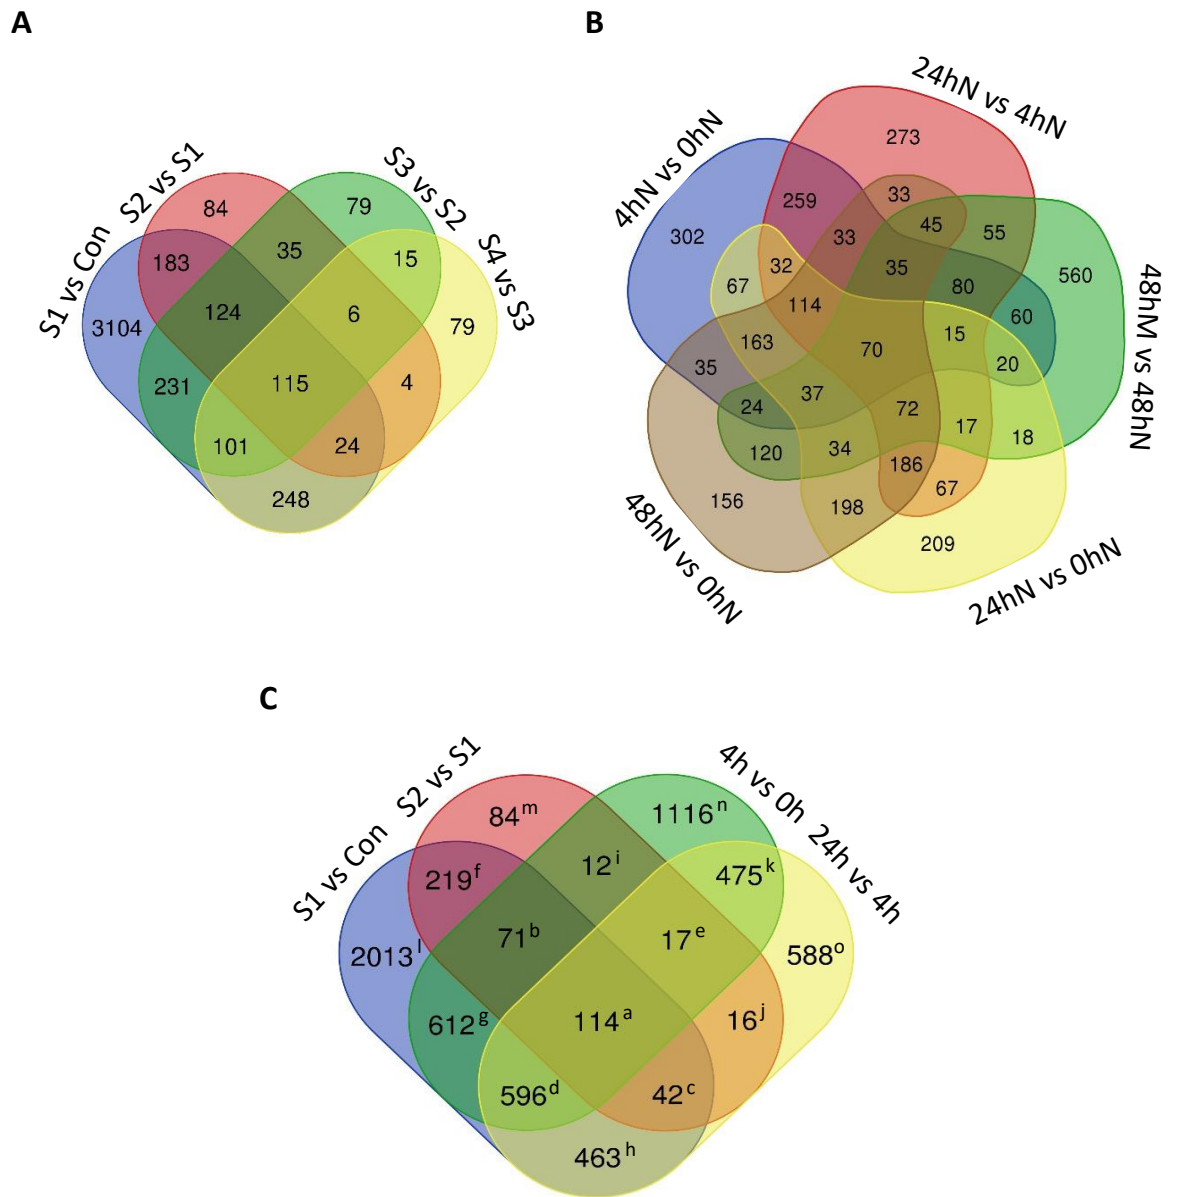 A
B
S1 vs Con
S2 vs S1
S3 vs S2
S4 vs S3
84
79
183
35
15
3104
124
6
79
231
115
4
101
24
248
4hN vs 0hN
24hN vs 4hN
48hM vs 48hN
24hN vs 0hN
48hN vs 0hN
273
259
33
302
33
45
55
560
32
35
80
67
114
60
163
70
15
20
35
37
24
72
17
18
120
34
186
67
156
198
209
C
S1 vs Con
S2 vs S1
4h vs 0h
24h vs 4h
84m
1116n
219f
12i
475k
2013l
71b
17e
588o
612g
114a
16j
596d
42c
463h